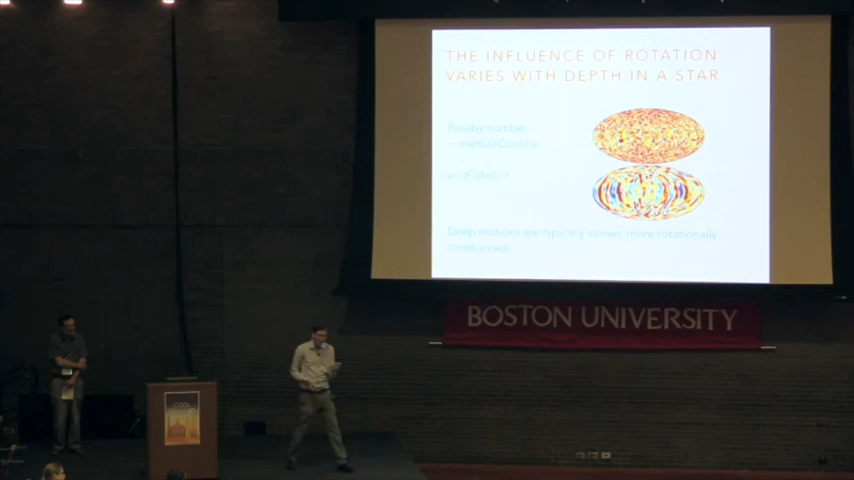 THE INFLUENCE OF ROTATION
VARIES WITH DEPTH IN A STAR
Rossby number
Deep motions are typically slower, more rotationally
constrained
BOSTON UNIVERSITY
COOL